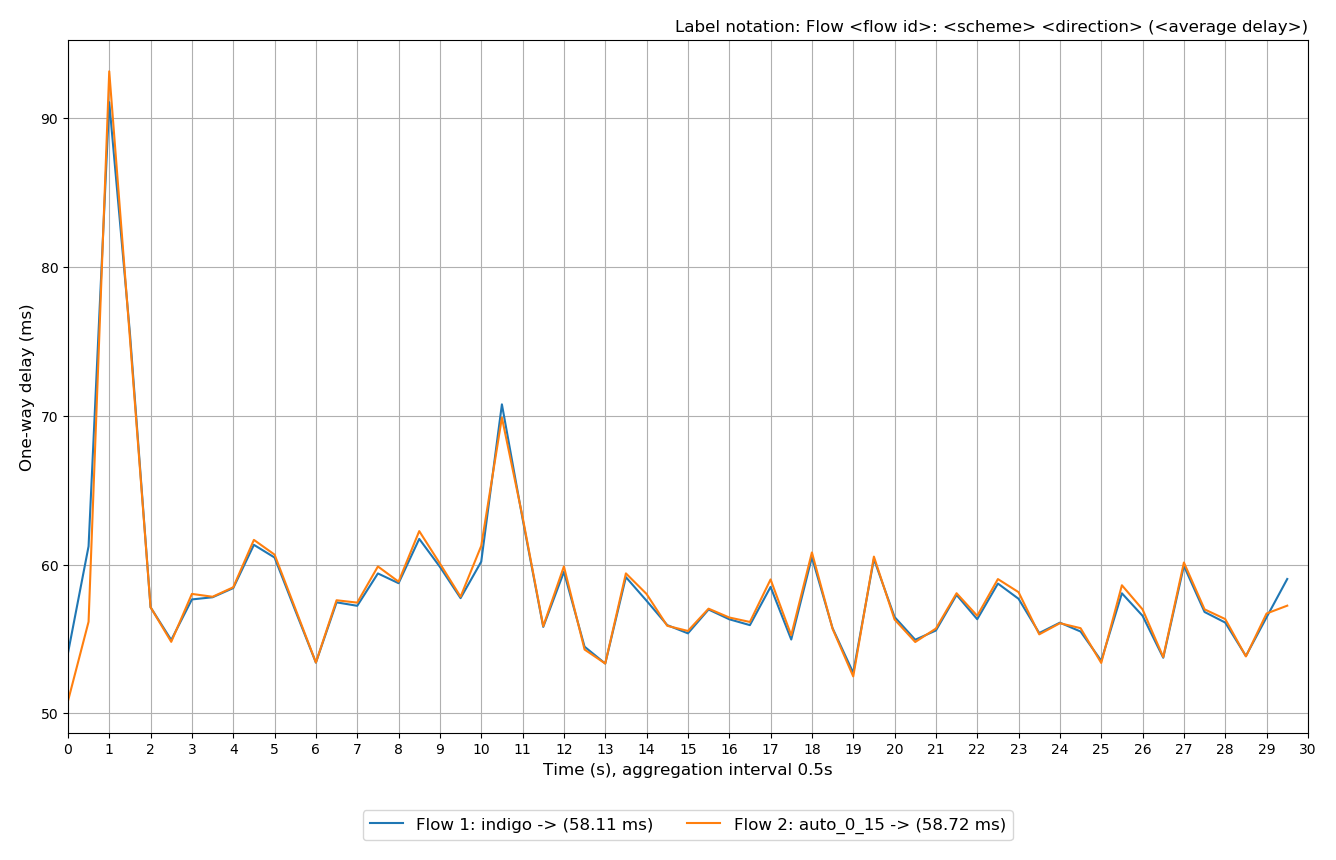 Label notation: Flow <flow id>: <scheme> <direction> (<average delay>)
One-way delay (ms)
90
80
70
60
50
0 1 2 3 4 5 6 7 8 9 10 11 12 13 14 15 16 17 18 19 20 21 22 23 24 25 26 27 28 29 30
Time (s), aggregation interval 0.5s
Flow 1: indigo -> (58.11 ms) Flow 2: auto_0_15 -> (58.72 ms)